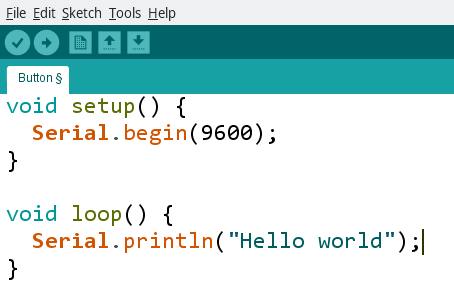 File Edit Sketch Tools Help
Button §
void setup() {
  Serial.begin(9600);
}

void loop() {
  Serial.println("Hello world");
}